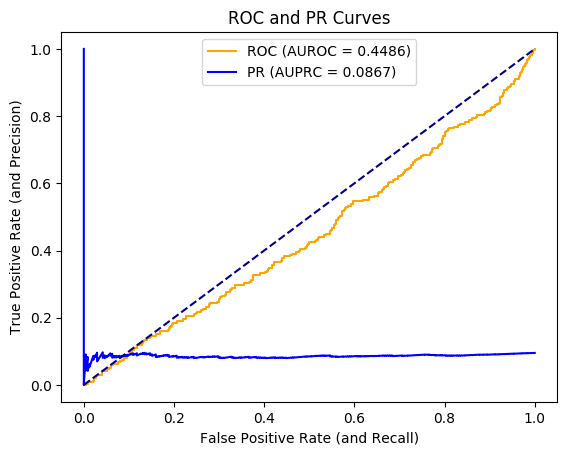 ROC and PR Curves
ROC (AUROC = 0.4486)
PR (AUPRC = 0.0867)
True Positive Rate (and Precision)
1.0
0.8
0.6
0.4
0.2
0.0
0.0 0.2 0.4 0.6 0.8 1.0
False Positive Rate (and Recall)